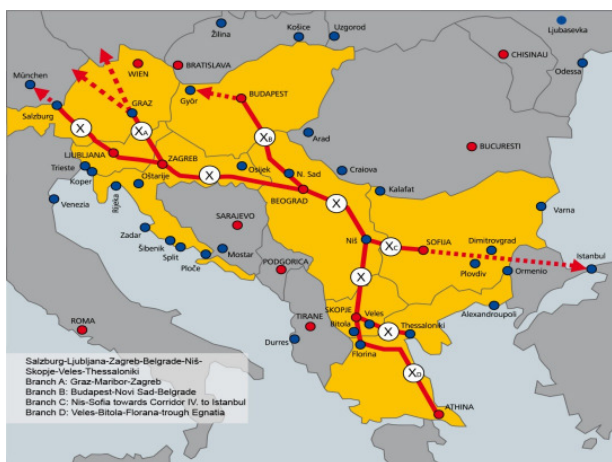 Ljubasevka
Žilina
Košice
Uzgorod
CHISINAU
Odessa
WIEN
BRATISLAVA
München
GRAZ
Györ
BUDAPEST
Salzburg
X
XA
XB
Arad
LJUBLJANA
ZAGREB
BUCURESTI
Trieste
Koper
Oštarije
X
Osijek
N. Sad
Craiova
Kalafat
Rijeka
BEOGRAD
X
Venezia
Varna
SARAJEVO
Zadar
NIŠ
XC
SOFIJA
Dimitrovgrad
Šibenik
Split
Mostar
Ploče
PODGORICA
X
Plovdiv
Ormenio
Istanbul
SKOPJE
Veles
Alexandroupoli
TIRANE
Bitola
X
Thessaloniki
ROMA
Durres
Florina
XD
ATHINA
Salzburg-Ljubljana-Zagreb-Belgrade-Niš-
Skopje-Veles-Thessaloniki
Branch A: Graz-Maribor-Zagreb
Branch B: Budapest-Novi Sad-Belgrade
Branch C: Nis-Sofia towards Corridor IV. to Istanbul
Branch D: Veles-Bitola-Florana-trough Egnatia